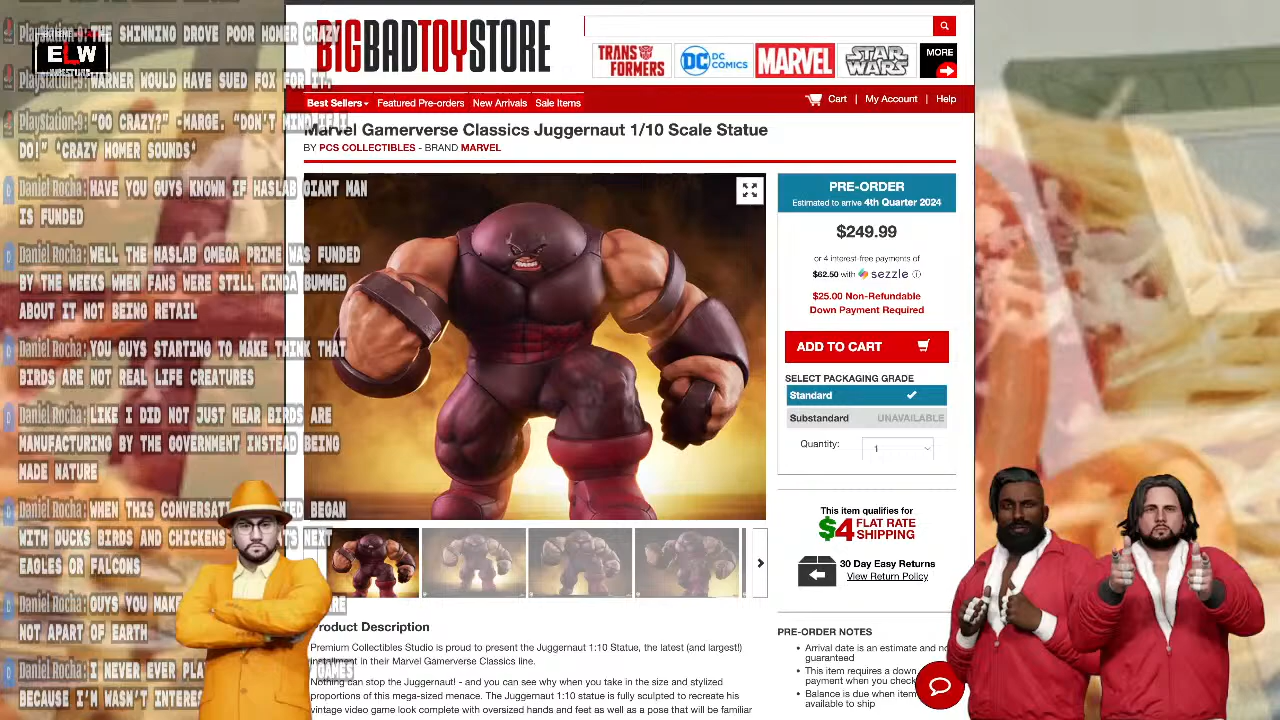 PlayStation-9: THE SHINNING DROVE POOR HOMER CRAZY
PlayStation-9: WARNER WOULD HAVE SUED FOX FOR IT.
PlayStation-9: "GO CRAZY?" -MARGE. "DON'T MIND IF I
DO!" *CRAZY HOMER SOUNDS*
Daniel Rocha: HAVE YOU GUYS KNOWN IF HASLAB GIANT MAN
IS FUNDED
Daniel Rocha: WELL THE HASLAB OMEGA PRIME WAS FUNDED
BY THE WEEKS WHEN FANS WERE STILL KINDA BUMMED
ABOUT IT NOT BEING RETAIL
Daniel Rocha: YOU GUYS STARTING TO MAKE THINK THAT
BIRDS ARE NOT REAL LIFE CREATURES
Daniel Rocha: LIKE I DID NOT JUST HEAR BIRDS ARE
MANUFACTURING BY THE GOVERNMENT INSTEAD BEING
MADE NATURE
Daniel Rocha: WHEN THIS CONVERSATI ED BEGAN
WITH DUCKS BIRDS AND CHICKENS NEXT
EAGLES OR FALCONS
Daniel Rocha: GUYS YOU ARE
NOT APART OF EARTH
Daniel Rocha: I NEVER EVER GAMES
BECAUSE I'M WASN'T
ELW
BIGBADTOYSTORE
TRANSFORMERS
DC COMICS
MARVEL
STAR WARS
MORE
Best Sellers
Featured Pre-orders
New Arrivals
Sale Items
Cart | My Account | Help
Marvel Gamerverse Classics Juggernaut 1/10 Scale Statue
BY PCS COLLECTIBLES - BRAND MARVEL
PRE-ORDER
Estimated to arrive 4th Quarter 2024
$249.99
or 4 interest-free payments of
$62.50 with sezzle
$25.00 Non-Refundable
Down Payment Required
ADD TO CART
SELECT PACKAGING GRADE
Standard
Substandard UNAVAILABLE
Quantity: 1
This item qualifies for
$4 FLAT RATE
SHIPPING
30 Day Easy Returns
View Return Policy
Product Description
Premium Collectibles Studio is proud to present the Juggernaut 1:10 Statue, the latest (and largest!)
installment in their Marvel Gamerverse Classics line.
Nothing can stop the Juggernaut! - and you can see why when you take in the size and stylized
proportions of this mega-sized menace. The Juggernaut 1:10 statue is fully sculpted to recreate his
vintage video game look complete with oversized hands and feet as well as a pose that will be familiar
PRE-ORDER NOTES
Arrival date is an estimate and no
guaranteed
This item requires a down
payment when you check
Balance is due when item
available to ship